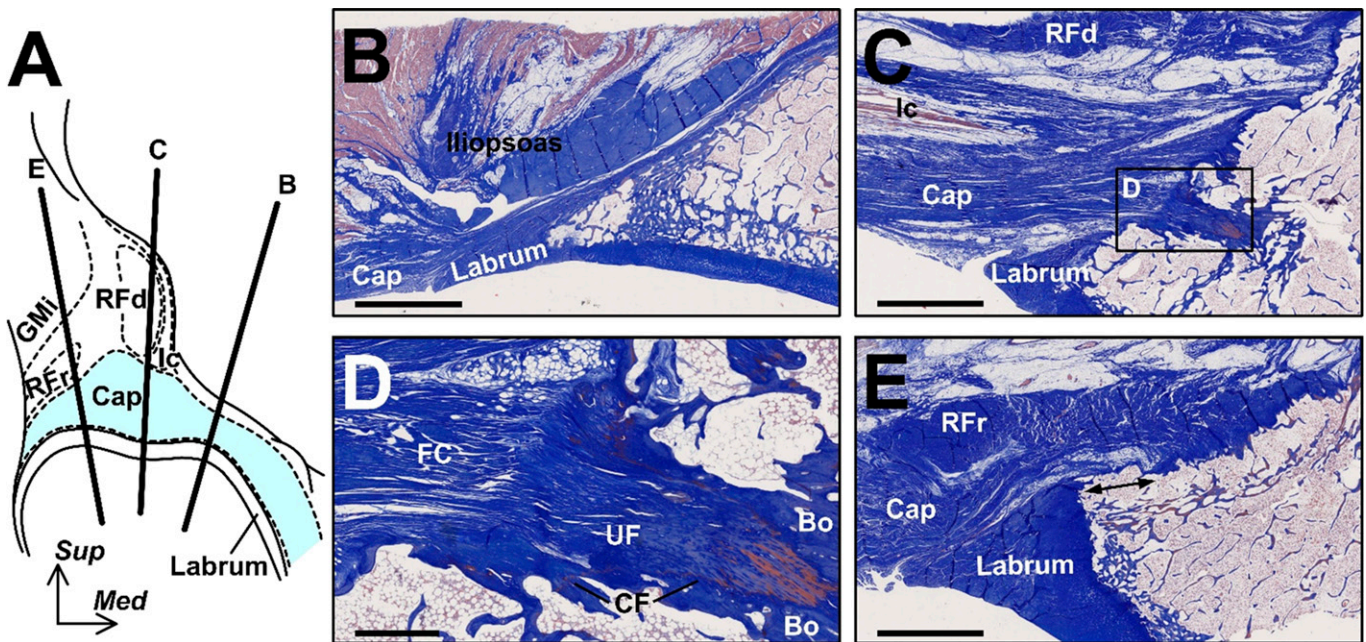 A
E
C
B
RFd
GMi
Ic
RFr
Cap
Labrum
Sup
Med
B
Iliopsoas
Cap
Labrum
C
RFd
Ic
Cap
D
Labrum
D
FC
UF
Bo
CF
Bo
E
RFr
Cap
Labrum